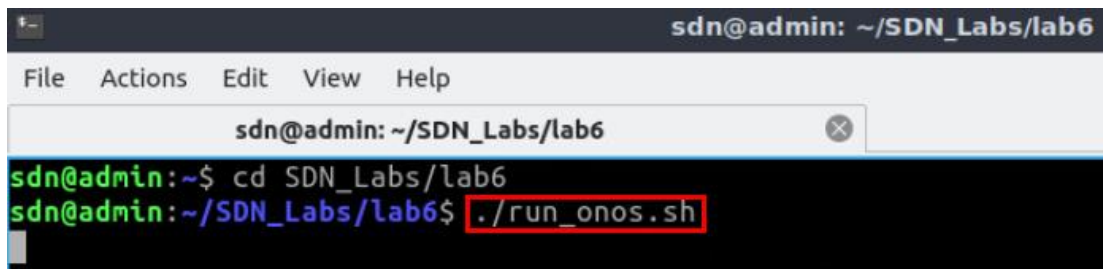 sdn@admin: ~/SDN_Labs/lab6
File Actions Edit View Help
sdn@admin: ~/SDN_Labs/lab6
sdn@admin:~$ cd SDN_Labs/lab6
sdn@admin:~/SDN_Labs/lab6$ ./run_onos.sh